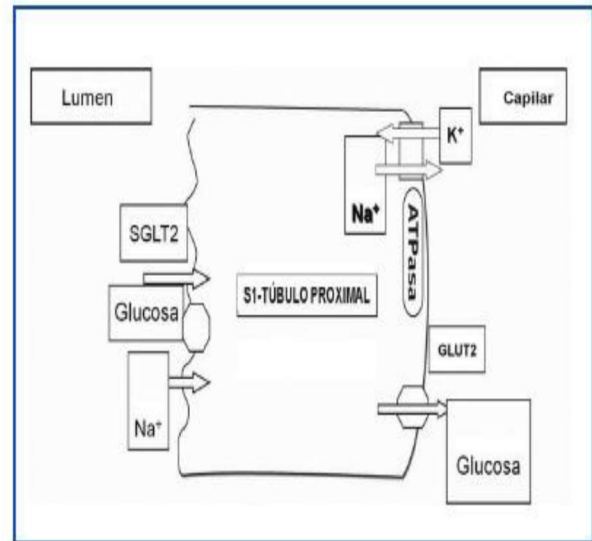 Lumen
Capilar
K⁺
Na⁺
ATPasa
SGLT2
S1-TÚBULO PROXIMAL
Glucosa
GLUT2
Na⁺
Glucosa